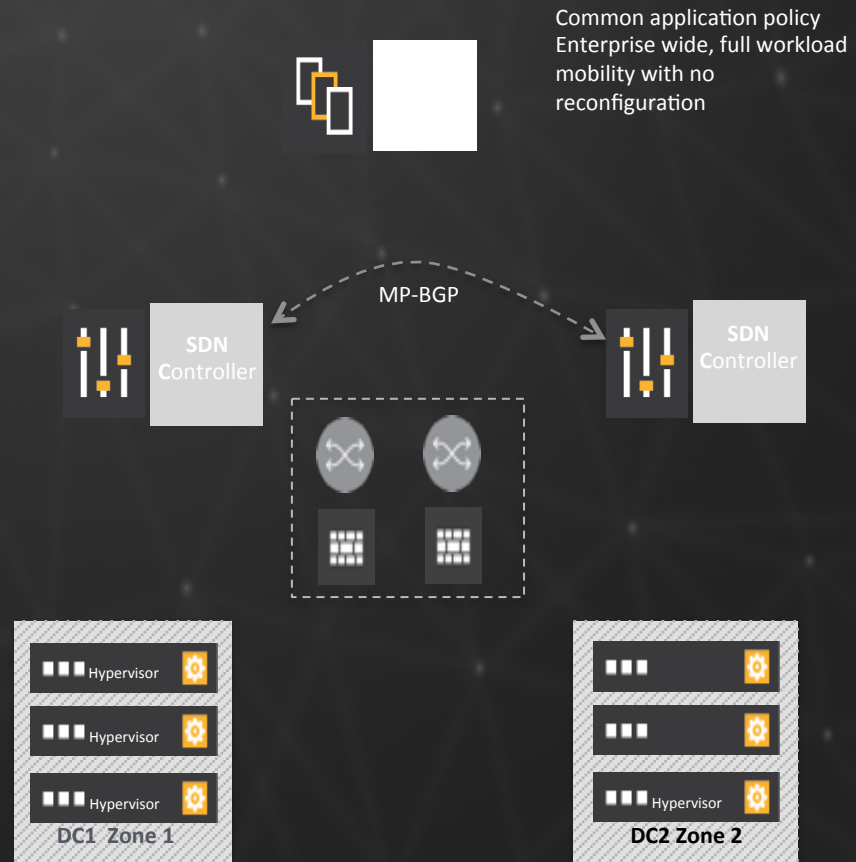 Common application policy
Enterprise wide, full workload
mobility with no
reconfiguration
MP-BGP
SDN
Controller
SDN
Controller
Hypervisor
Hypervisor
Hypervisor
DC1 Zone 1
Hypervisor
DC2 Zone 2